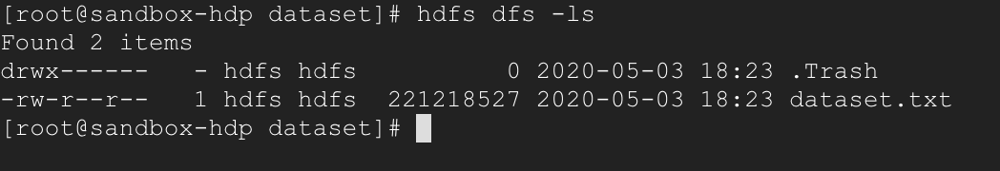 [root@sandbox-hdp dataset]# hdfs dfs -ls
Found 2 items
drwx------   - hdfs hdfs          0 2020-05-03 18:23 .Trash
-rw-r--r--   1 hdfs hdfs  221218527 2020-05-03 18:23 dataset.txt
[root@sandbox-hdp dataset]#